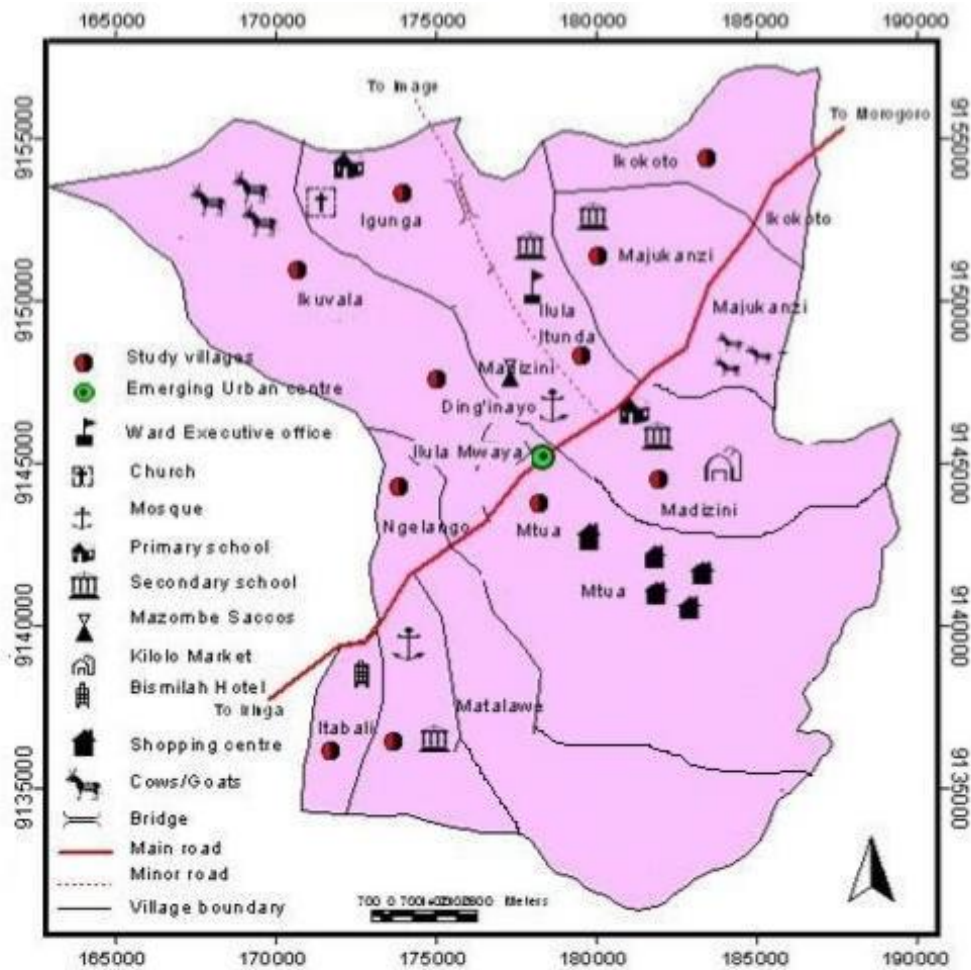 165000 170000 175000 180000 185000 190000
To Image
To Morogoro
9155000
9155000
Ikokoto
Igunga
Ikokoto
Majukanzi
Ikuvala
9150000
9150000
Ilula
Majukanzi
Itunda
Study villages
Madizini
Emerging Urban centre
Ding'inayo
Ward Executive office
Ilula Mwaya
9145000
9145000
Church
Madizini
Mosque
Ngelango
Mtua
Primary school
Secondary school
Mtua
9140000
9140000
Mazombe Saccos
Kilolo Market
Bismilah Hotel
To Iringa
Itabali
Matalawe
Shopping centre
Cows/Goats
9135000
9135000
Bridge
Main road
Minor road
Village boundary
700 0 700 Meters
165000 170000 175000 180000 185000 190000